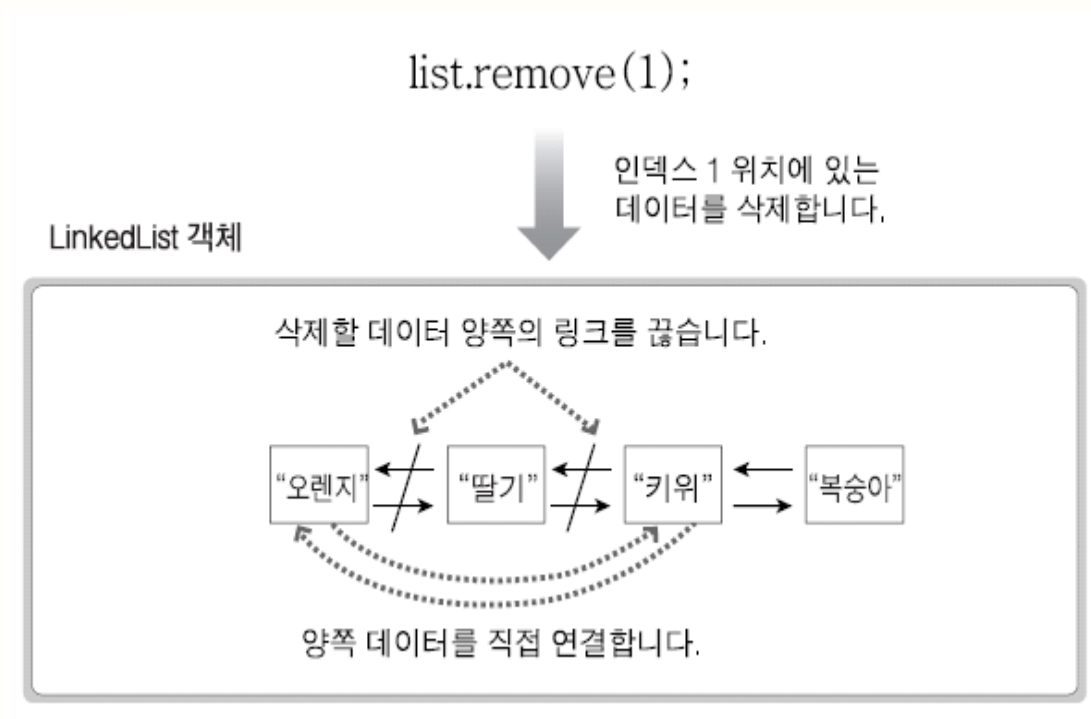 list.remove(1);
인덱스 1 위치에 있는
데이터를 삭제합니다.
LinkedList 객체
삭제할 데이터 양쪽의 링크를 끊습니다.
“오렌지” “딸기” “키위” “복숭아”
양쪽 데이터를 직접 연결합니다.